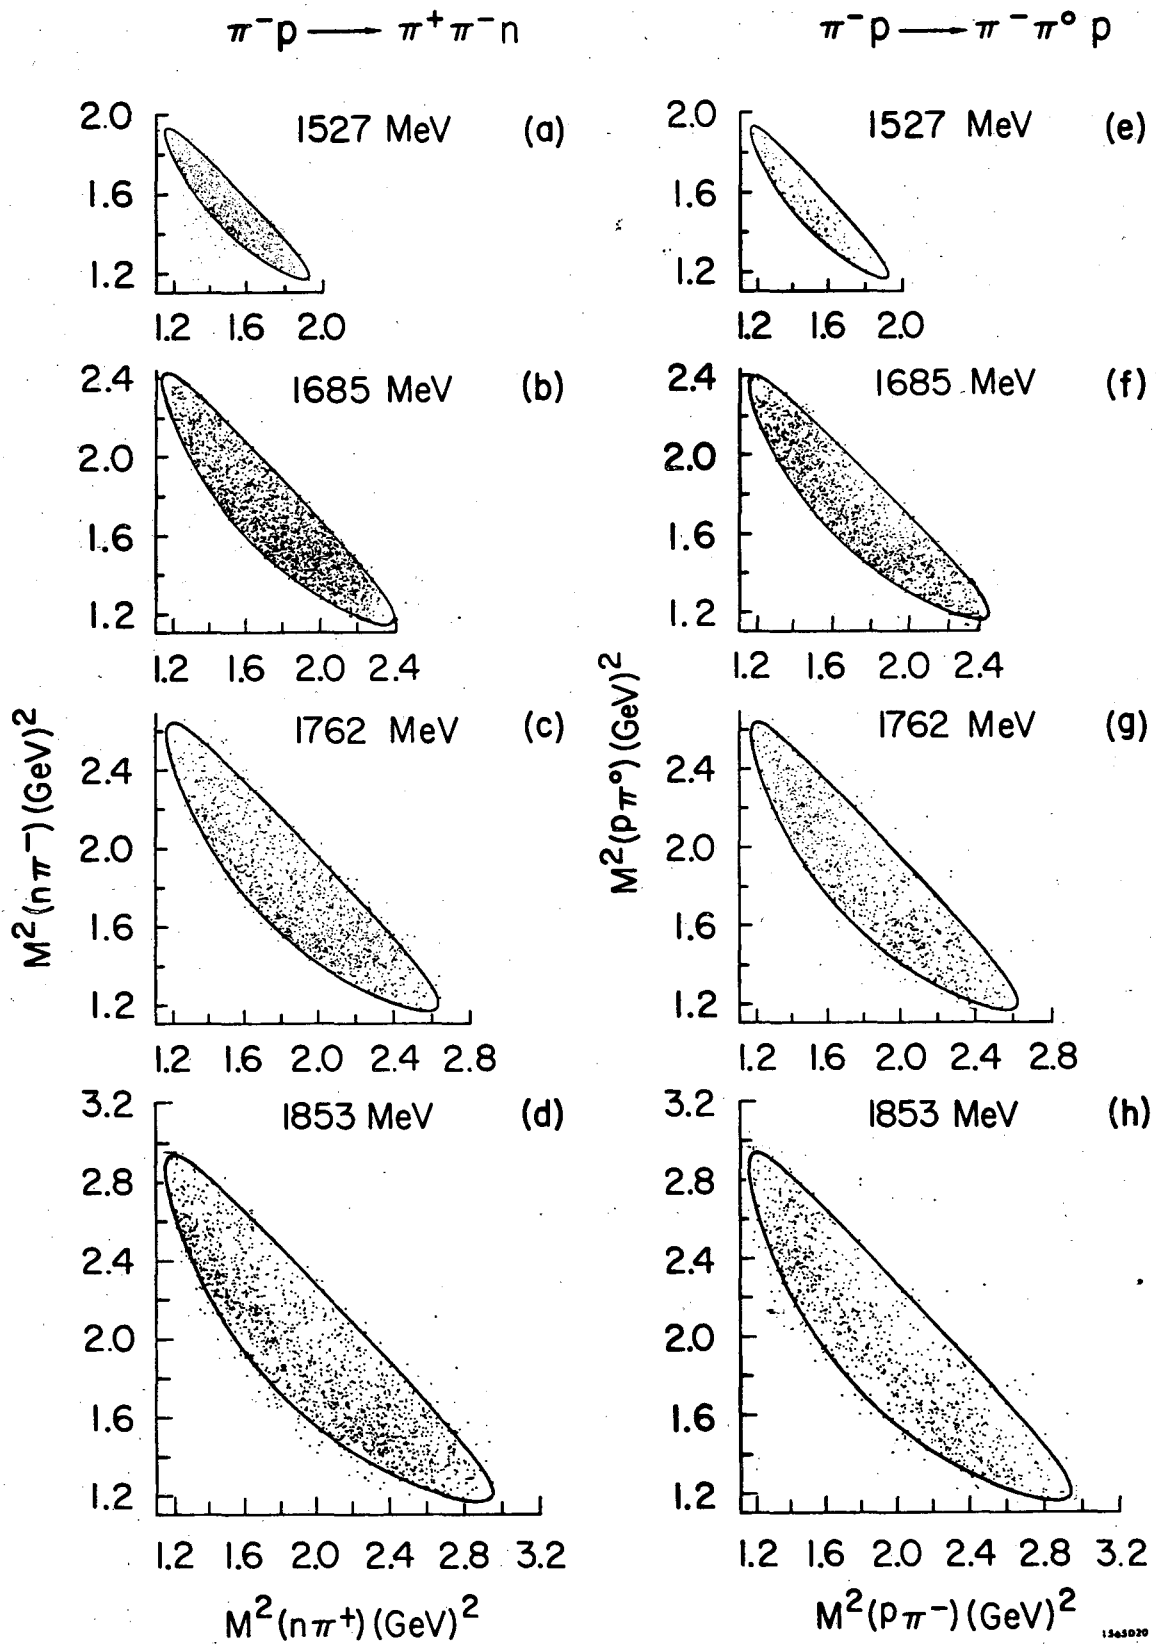 π⁻p ⟶ π⁺π⁻n
π⁻p ⟶ π⁻π⁰ p
1527 MeV (a)
2.0
1.6
1.2
1.2 1.6 2.0
1527 MeV (e)
2.0
1.6
1.2
1.2 1.6 2.0
1685 MeV (b)
2.4
2.0
1.6
1.2
1.2 1.6 2.0 2.4
1685 MeV (f)
2.4
2.0
1.6
1.2
1.2 1.6 2.0 2.4
1762 MeV (c)
2.4
2.0
1.6
1.2
1.2 1.6 2.0 2.4 2.8
1762 MeV (g)
2.4
2.0
1.6
1.2
1.2 1.6 2.0 2.4 2.8
1853 MeV (d)
3.2
2.8
2.4
2.0
1.6
1.2
1.2 1.6 2.0 2.4 2.8 3.2
1853 MeV (h)
3.2
2.8
2.4
2.0
1.6
1.2
1.2 1.6 2.0 2.4 2.8 3.2
M²(nπ⁻)(GeV)²
M²(pπ⁰)(GeV)²
M²(nπ⁺)(GeV)²
M²(pπ⁻)(GeV)²
1565D20